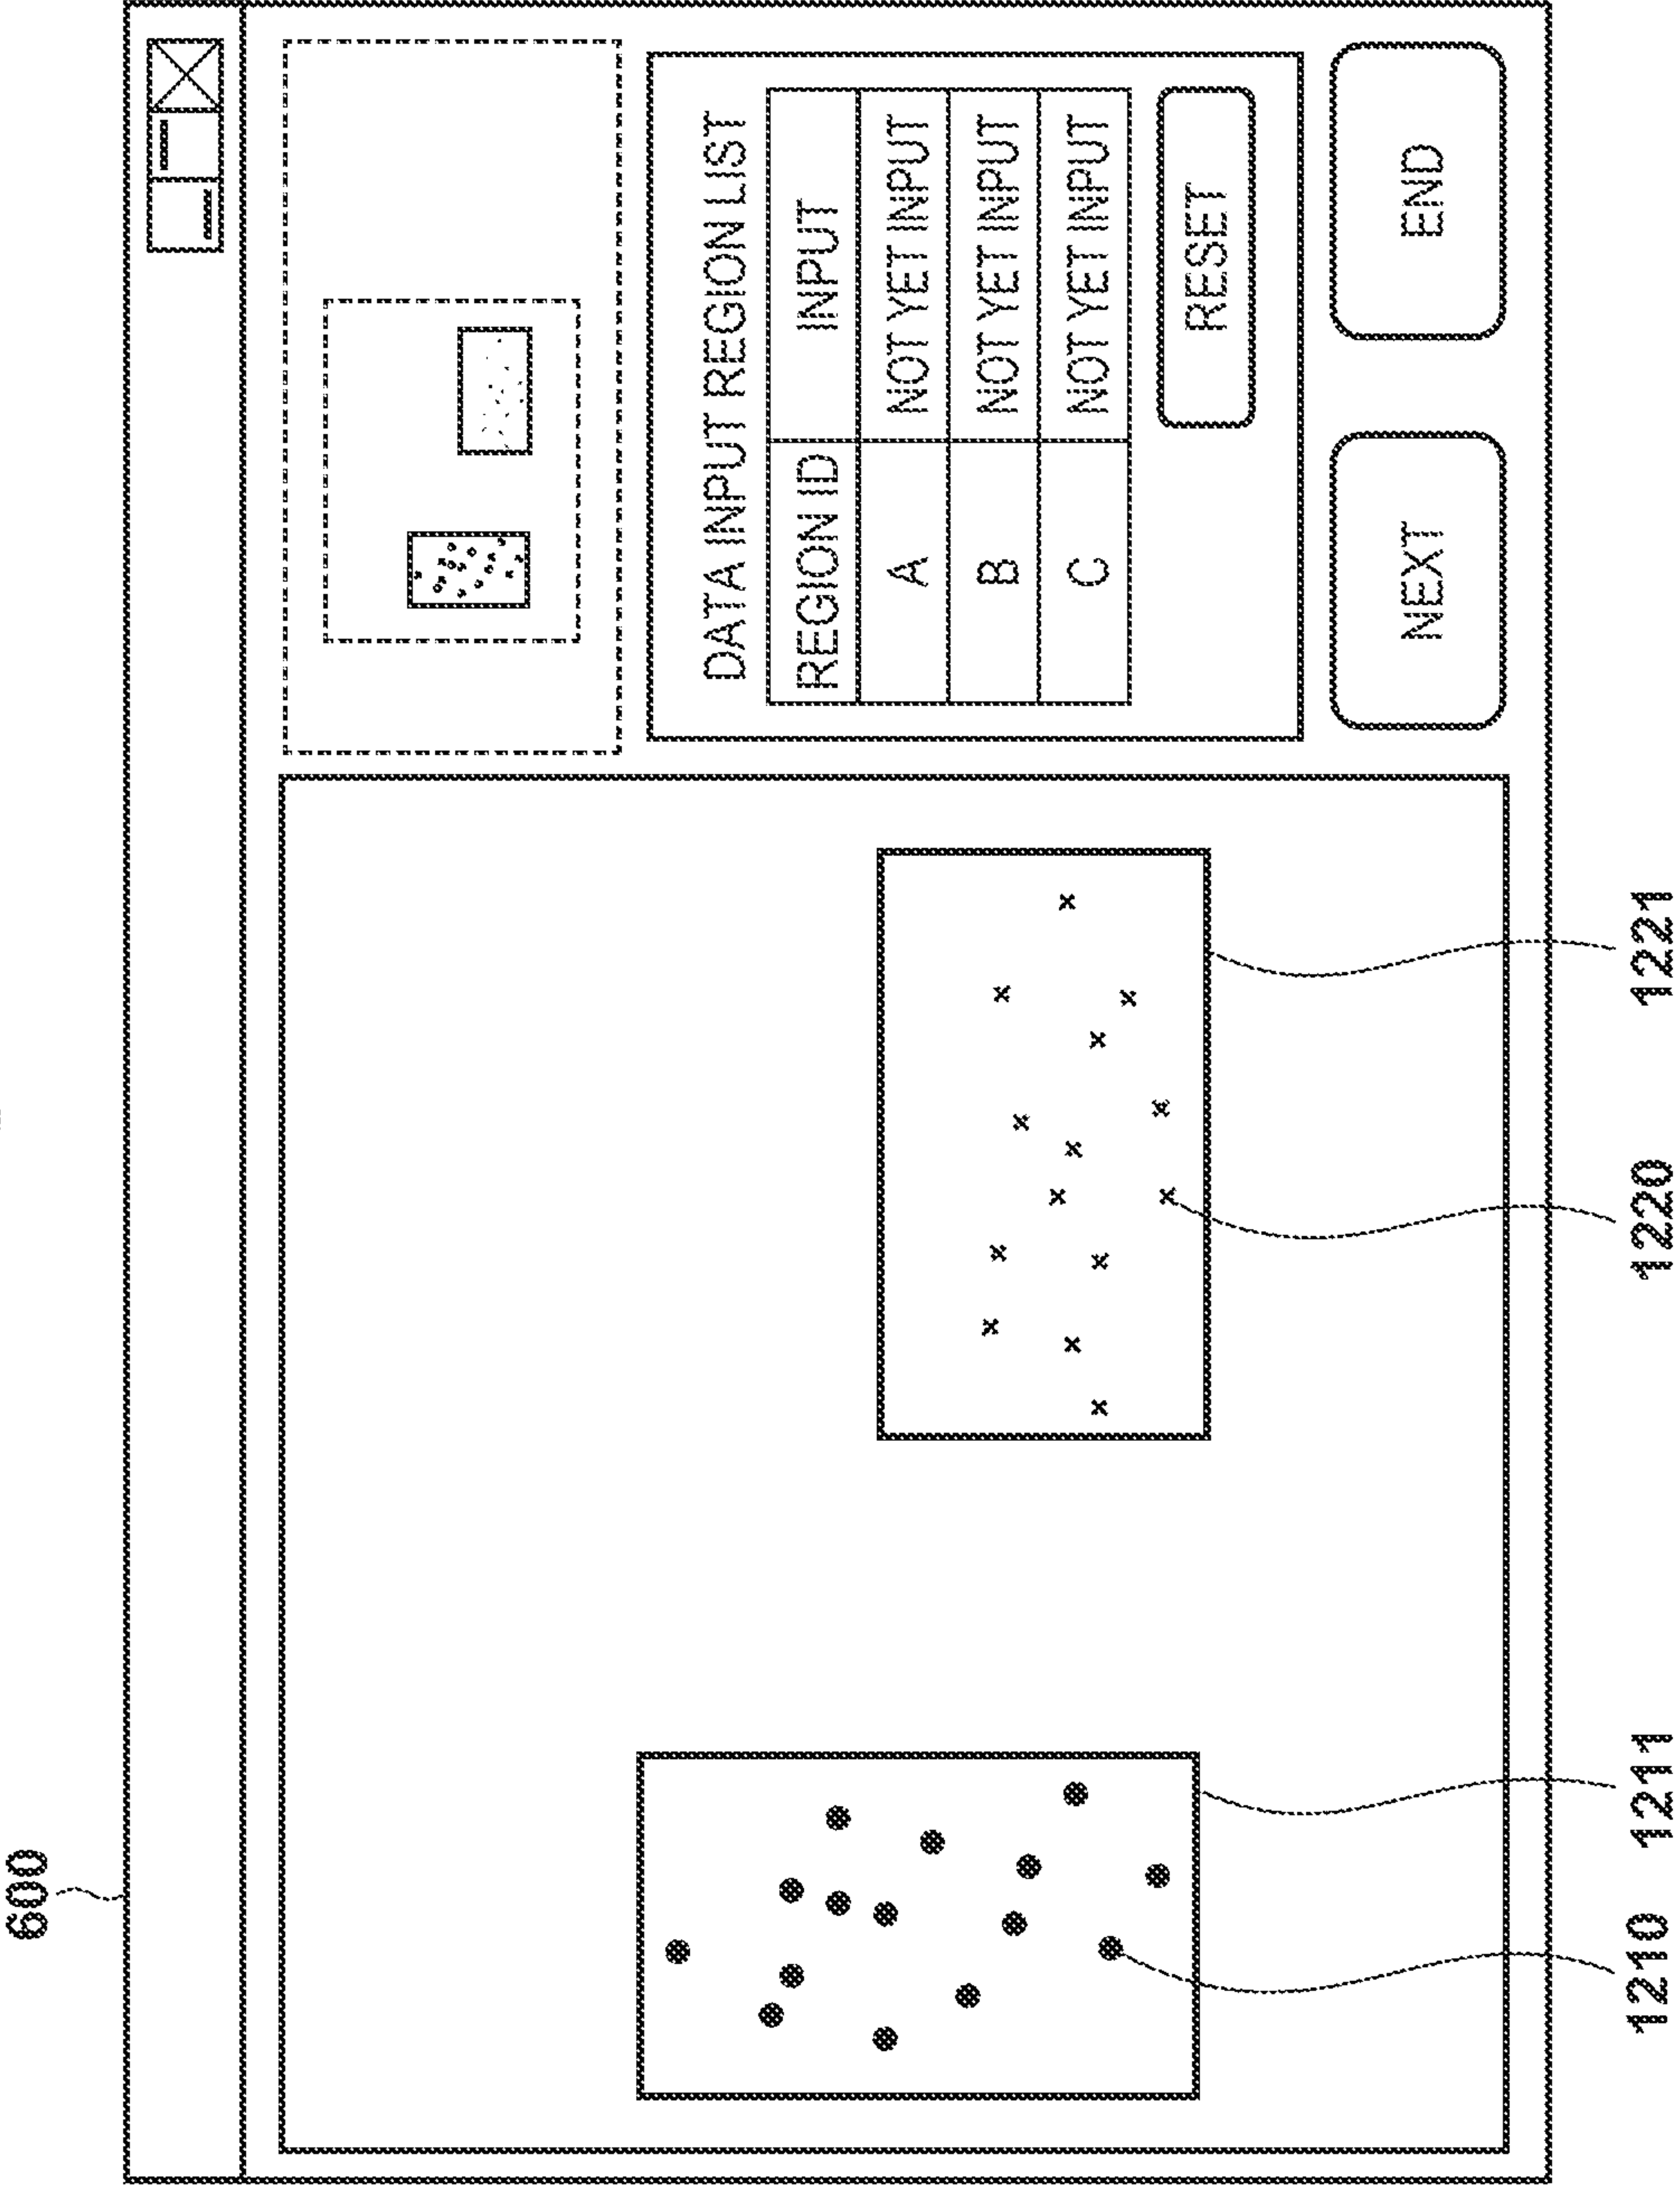 600
DATA INPUT REGION LIST
REGION ID INPUT
A NOT YET INPUT
B NOT YET INPUT
C NOT YET INPUT
RESET
NEXT END
1210 1211 1220 1221